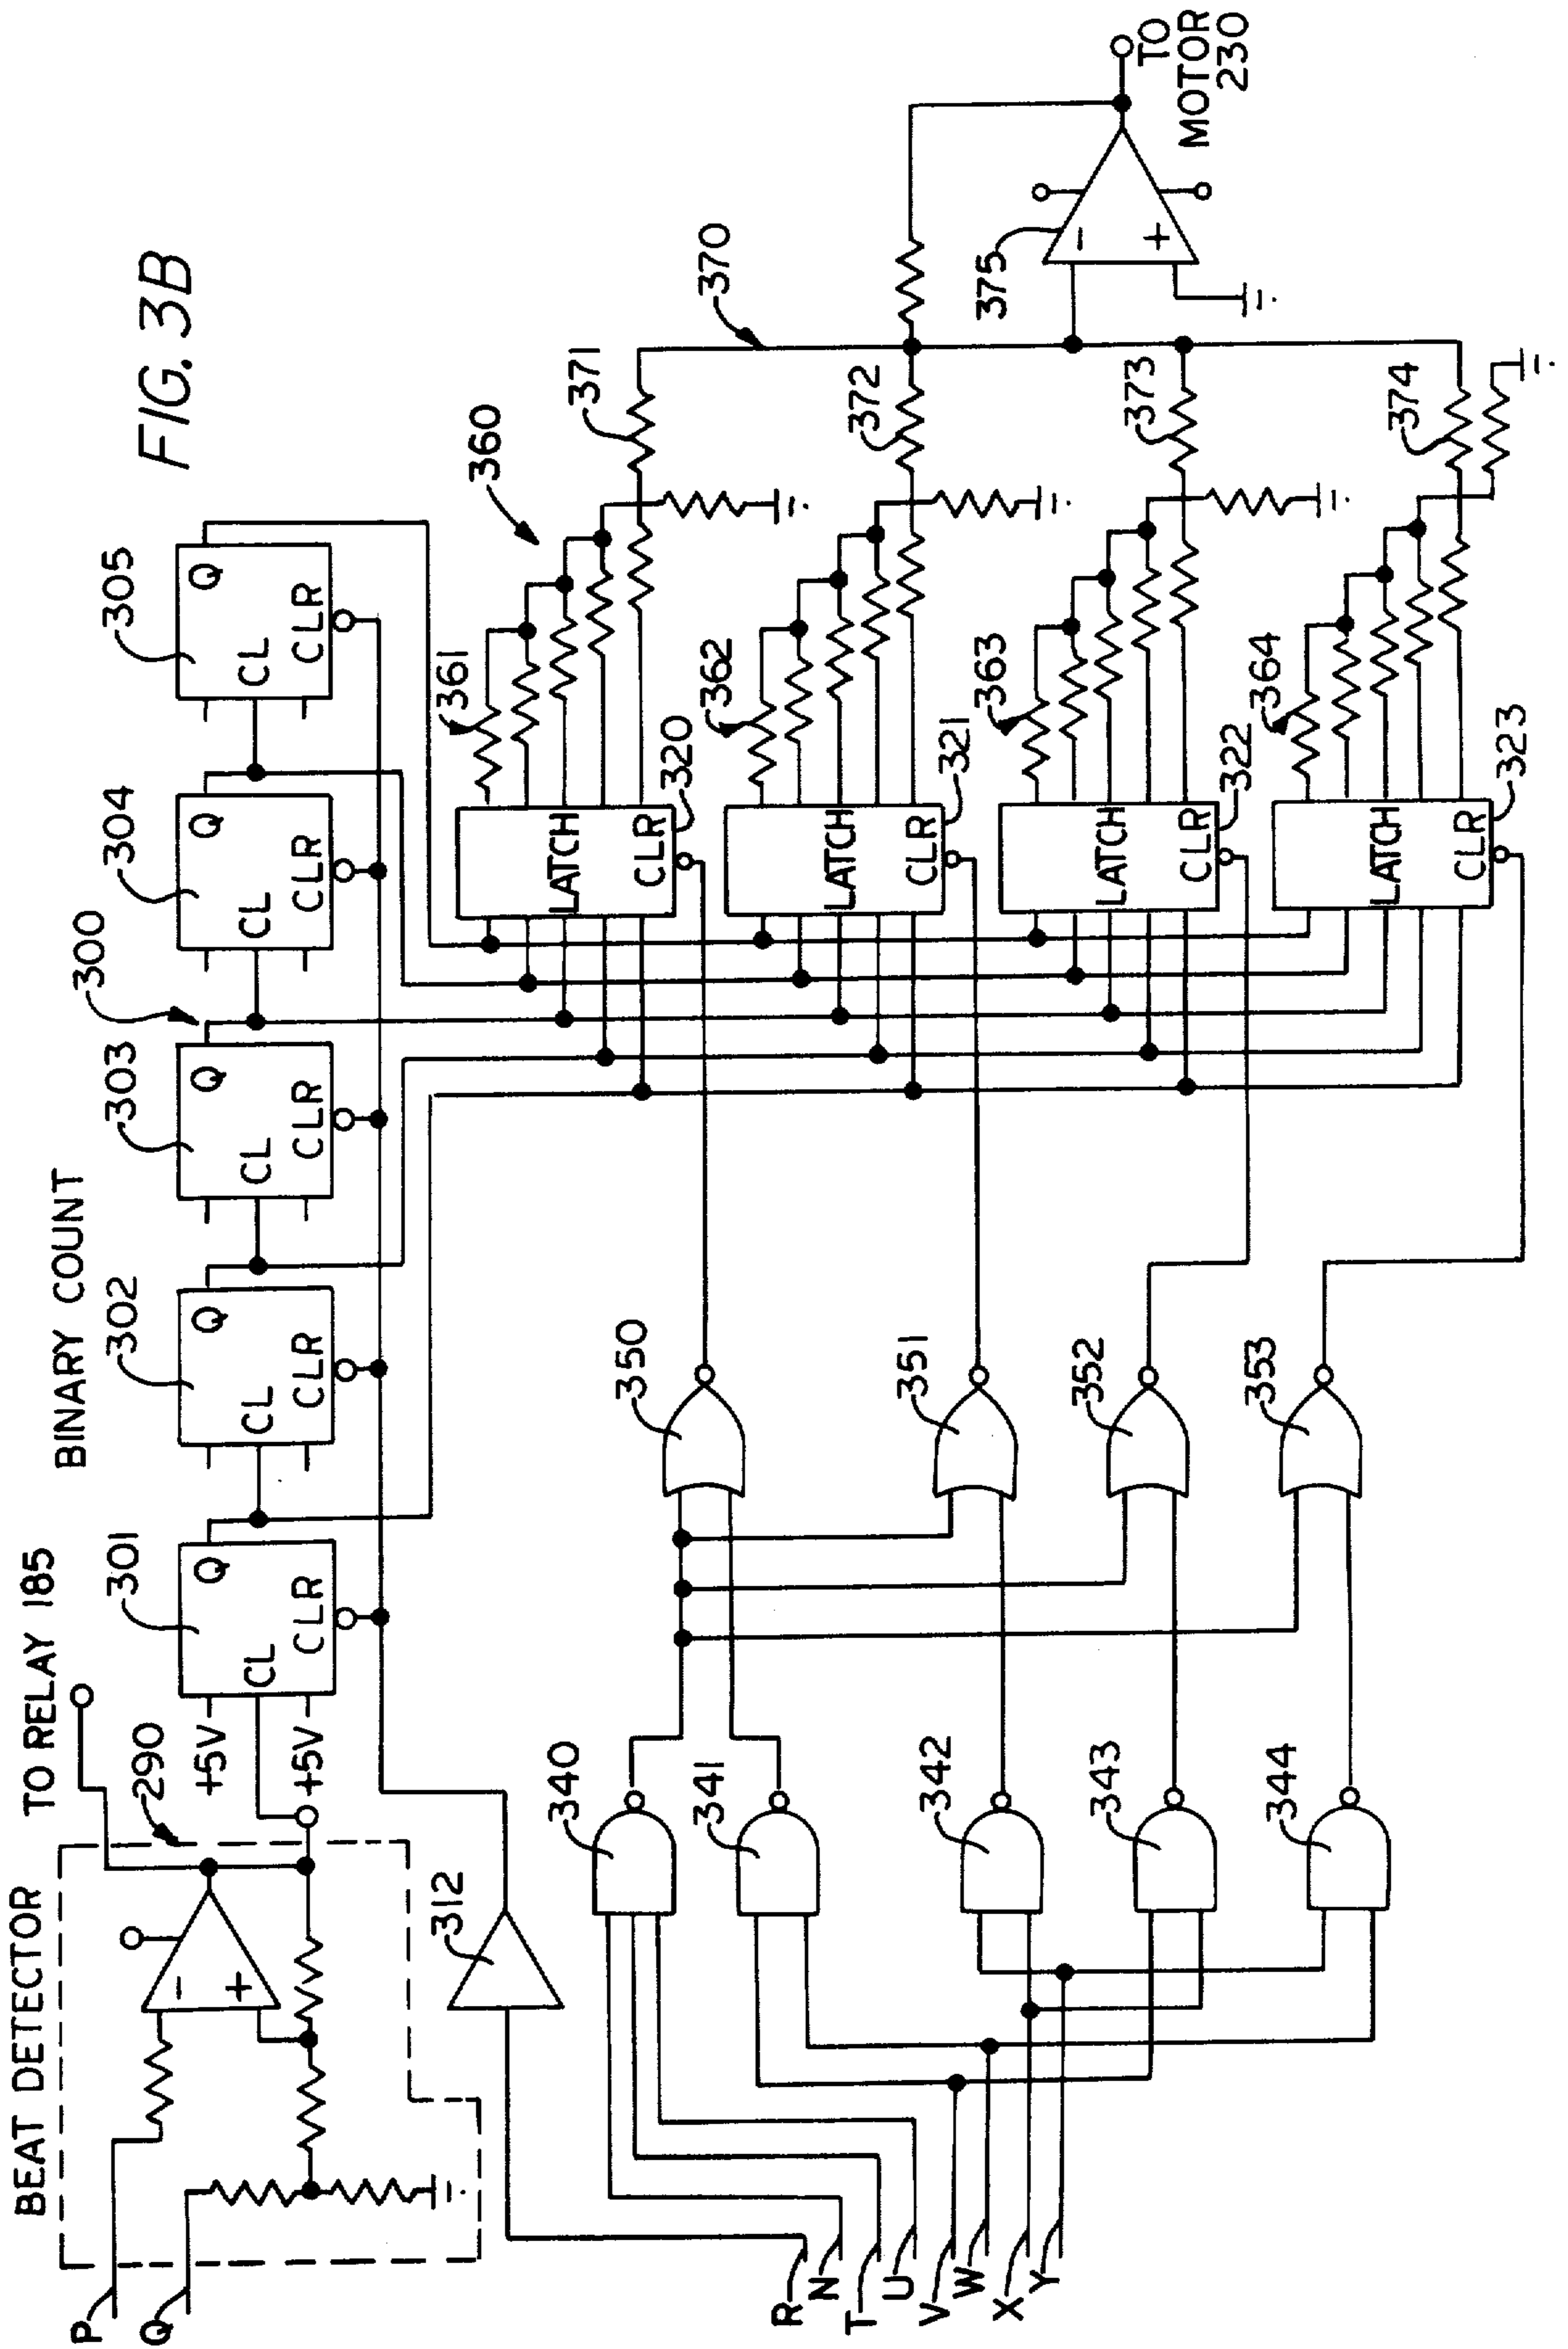 FIG. 3B
BINARY COUNT
TO RELAY 185
BEAT DETECTOR
290
300
301
302
303
304
305
+5V
+5V
Q
CL
CLR
Q
CL
CLR
Q
CL
CLR
Q
CL
CLR
Q
CL
CLR
P
Q
-
+
312
R
N
T
U
V
W
X
Y
340
341
342
343
344
350
351
352
353
LATCH
CLR
320
LATCH
CLR
321
LATCH
CLR
322
LATCH
CLR
323
360
361
362
363
364
370
371
372
373
374
375
-
+
TO
MOTOR
230